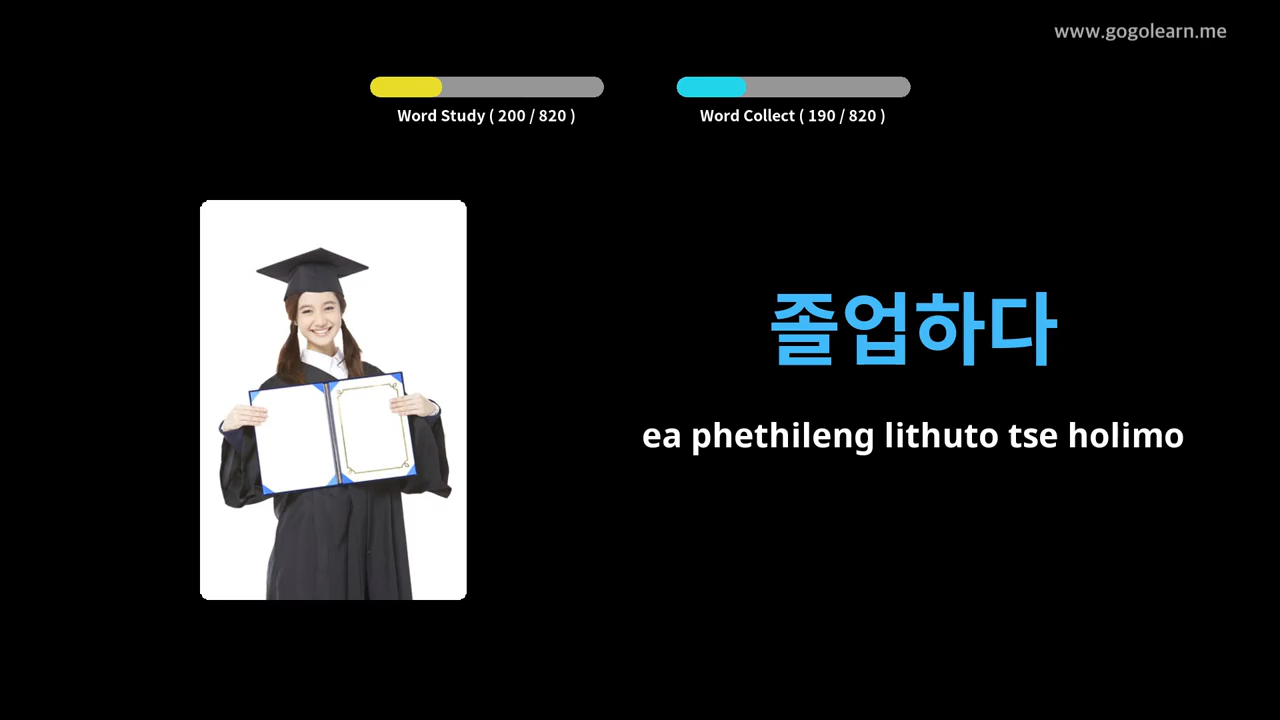 www.gogolearn.me
Word Study ( 200 / 820 )
Word Collect ( 190 / 820 )
졸업하다
ea phethileng lithuto tse holimo